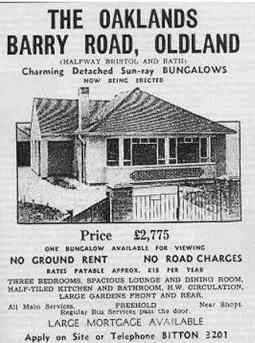 THE OAKLANDS
BARRY ROAD, OLDLAND
(HALFWAY BRISTOL AND BATH)
Charming Detached Sun-ray BUNGALOWS
NOW BEING ERECTED
Price £2,775
ONE BUNGALOW AVAILABLE FOR VIEWING
NO GROUND RENT NO ROAD CHARGES
RATES PAYABLE APPROX. £15 PER YEAR
THREE BEDROOMS, SPACIOUS LOUNGE AND DINING ROOM,
HALF-TILED KITCHEN AND BATHROOM, H.W. CIRCULATION,
LARGE GARDENS FRONT AND REAR.
All Main Services. FREEHOLD Near Shops.
Regular Bus Services pass the door.
LARGE MORTGAGE AVAILABLE
Apply on Site or Telephone BITTON 3201